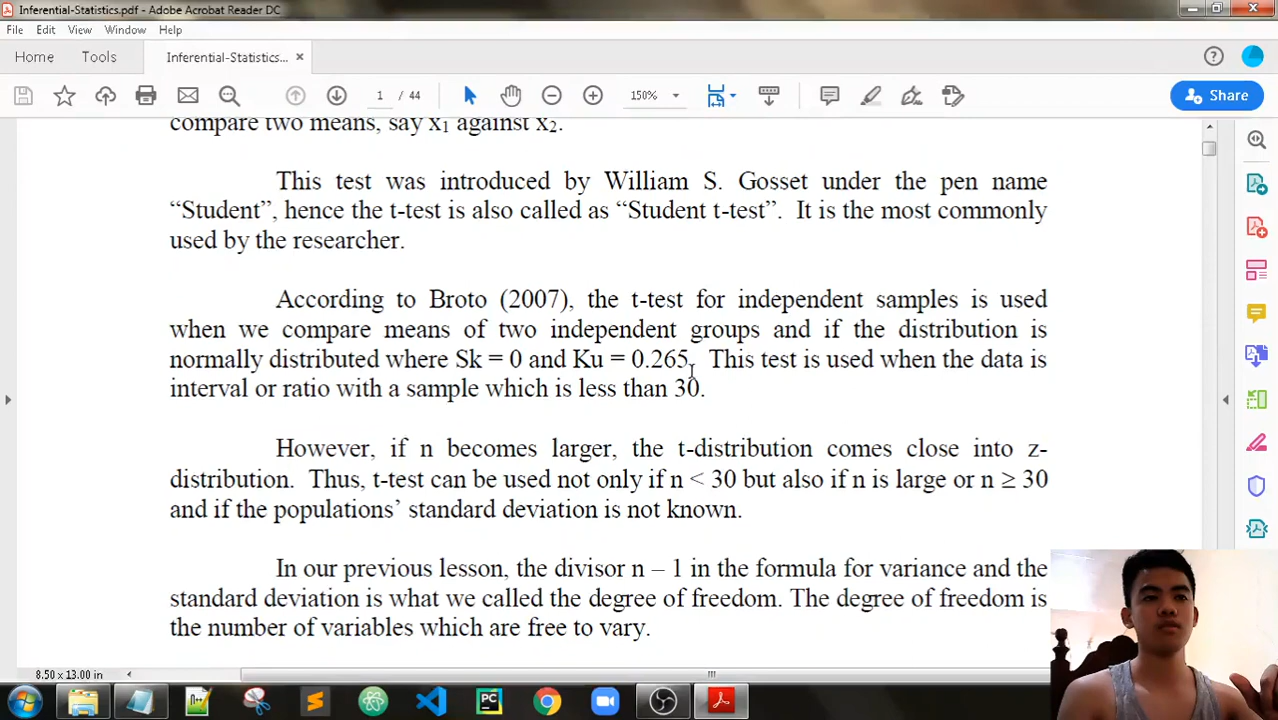 Inferential-Statistics.pdf - Adobe Acrobat Reader DC
File Edit View Window Help
Home Tools Inferential-Statistics... ×
1 / 44 150% Share
compare two means, say x₁ against x₂.
This test was introduced by William S. Gosset under the pen name
“Student”, hence the t-test is also called as “Student t-test”. It is the most commonly
used by the researcher.
According to Broto (2007), the t-test for independent samples is used
when we compare means of two independent groups and if the distribution is
normally distributed where Sk = 0 and Ku = 0.265. This test is used when the data is
interval or ratio with a sample which is less than 30.
However, if n becomes larger, the t-distribution comes close into z-
distribution. Thus, t-test can be used not only if n < 30 but also if n is large or n ≥ 30
and if the populations’ standard deviation is not known.
In our previous lesson, the divisor n – 1 in the formula for variance and the
standard deviation is what we called the degree of freedom. The degree of freedom is
the number of variables which are free to vary.
8.50 x 13.00 in
PC